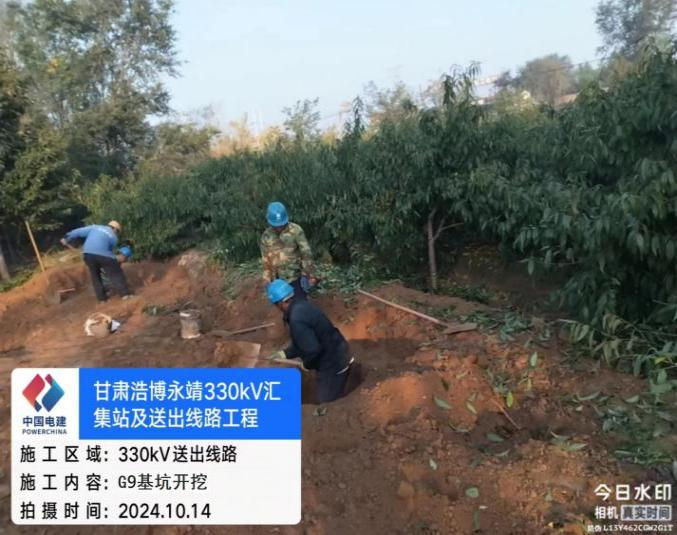 中国电建
POWERCHINA
甘肃浩博永靖330kV汇
集站及送出线路工程
施工区域：330kV送出线路
施工内容：G9基坑开挖
拍摄时间：2024.10.14
今日水印
相机 真实时间
防伪 L13Y462CGW2G1T